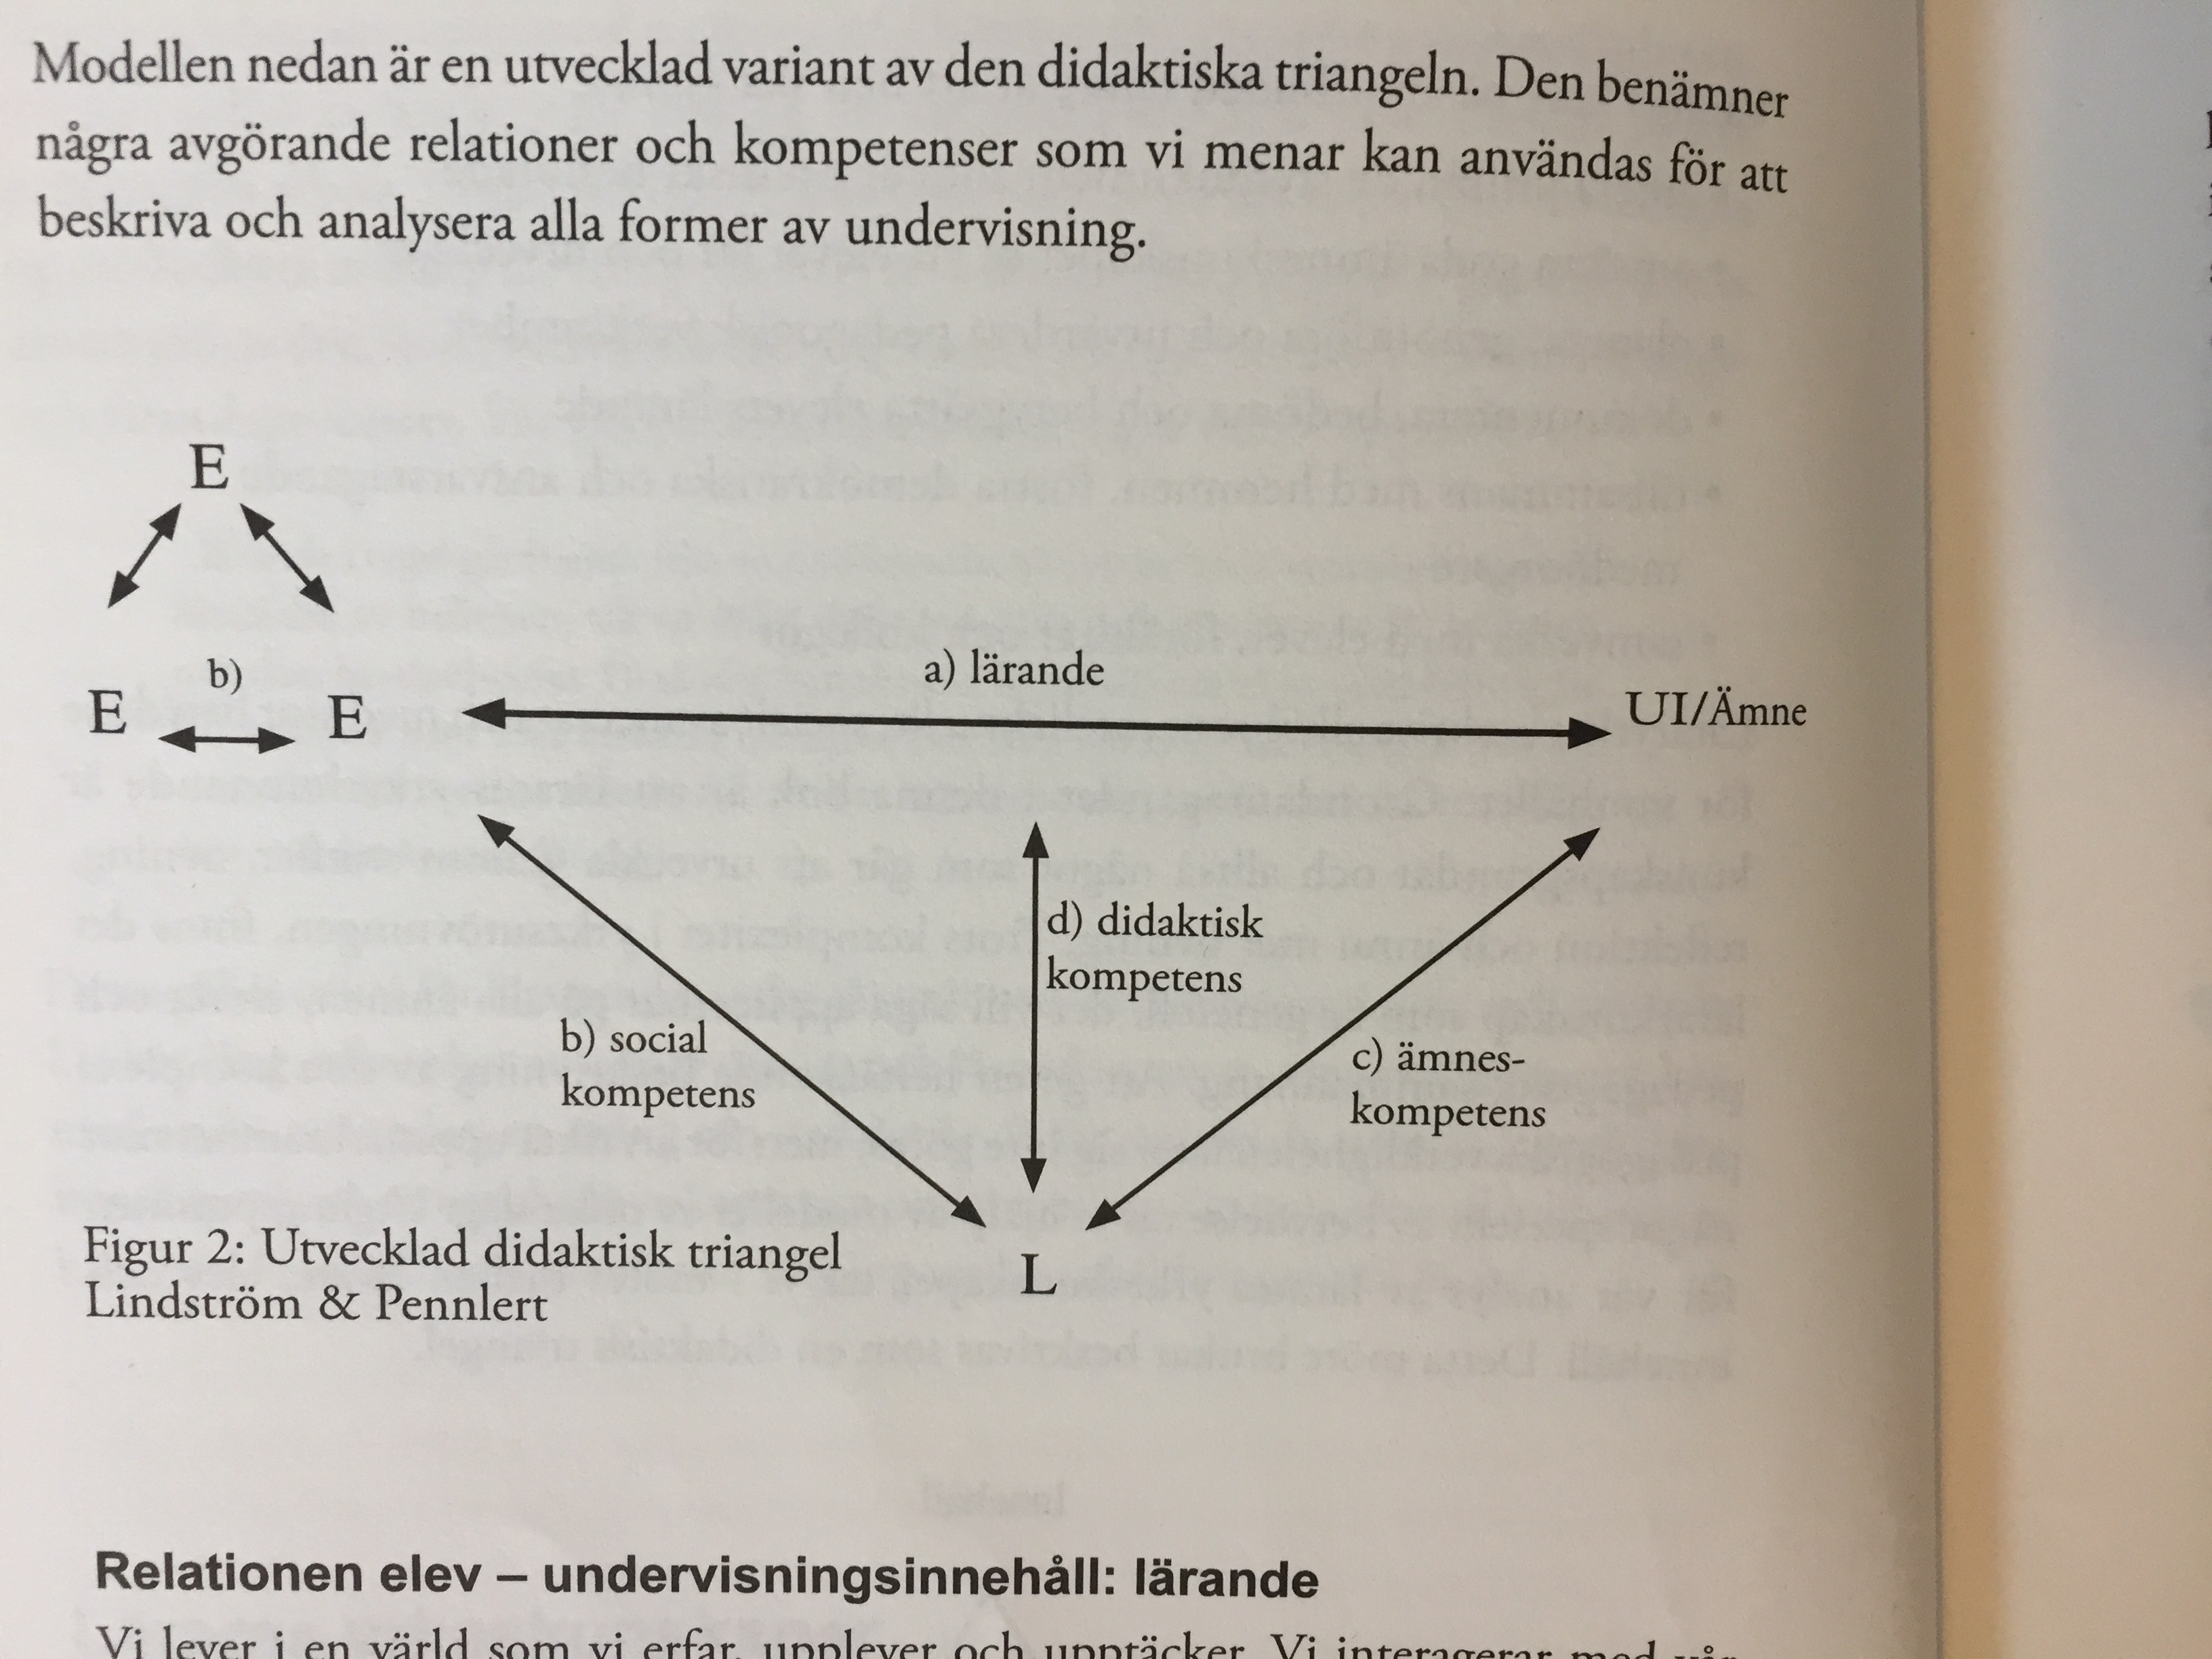 Modellen nedan är en utvecklad variant av den didaktiska triangeln. Den benämner
några avgörande relationer och kompetenser som vi menar kan användas för att
beskriva och analysera alla former av undervisning.
E
b)
E
E
a) lärande
UI/Ämne
d) didaktisk
kompetens
b) social
kompetens
c) ämnes-
kompetens
L
Figur 2: Utvecklad didaktisk triangel
Lindström & Pennlert
Relationen elev – undervisningsinnehåll: lärande
Vi lever i en värld som vi erfar, upplever och upptäcker. Vi interagerar med vår